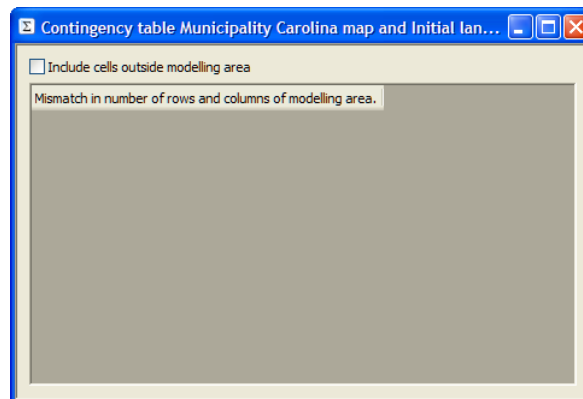 Contingency table Municipality Carolina map and Initial lan...
Include cells outside modelling area
Mismatch in number of rows and columns of modelling area.